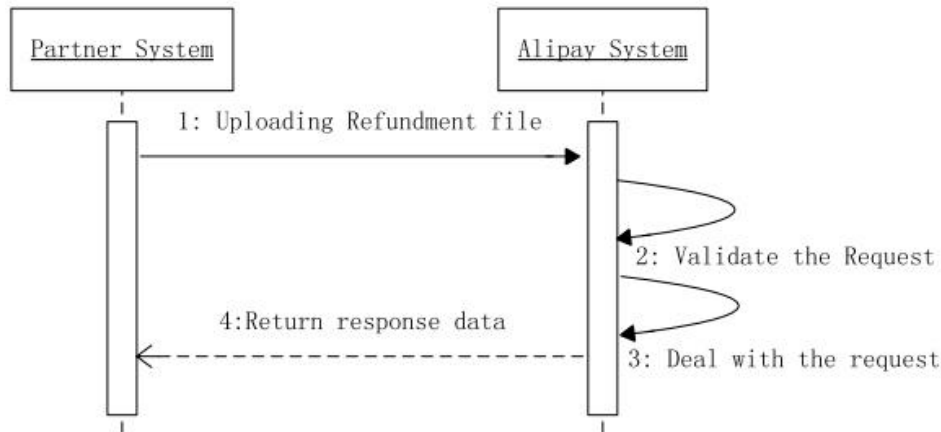 Partner System
Alipay System
1: Uploading Refundment file
2: Validate the Request
4:Return response data
3: Deal with the request